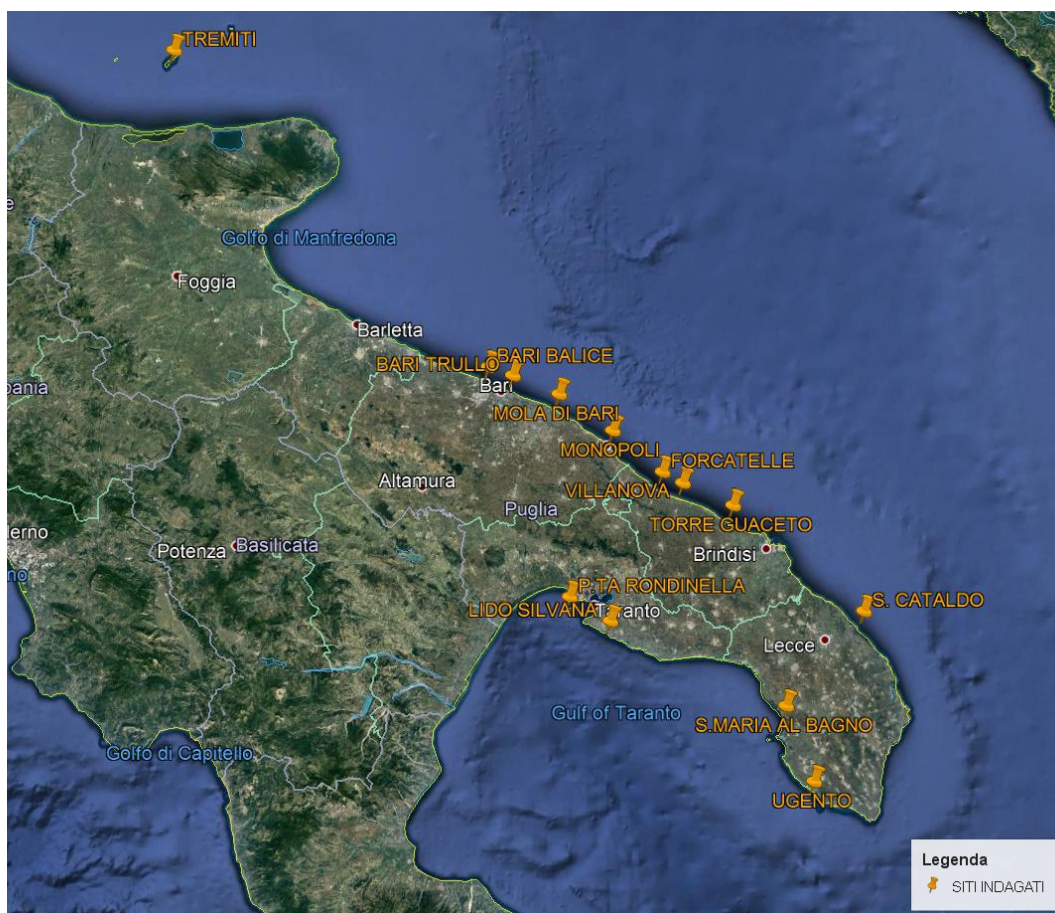 TREMITI
Golfo di Manfredona
Foggia
Barletta
BARI TRULLO
BARI BALICE
Bari
MOLA DI BARI
MONOPOLI
FORCATELLE
Altamura
VILLANOVA
Puglia
TORRE GUACETO
Potenza
Basilicata
Brindisi
P.TA RONDINELLA
LIDO SILVANA
Taranto
S. CATALDO
Lecce
Gulf of Taranto
S.MARIA AL BAGNO
Golfo di Capitello
UGENTO
Legenda
SITI INDAGATI